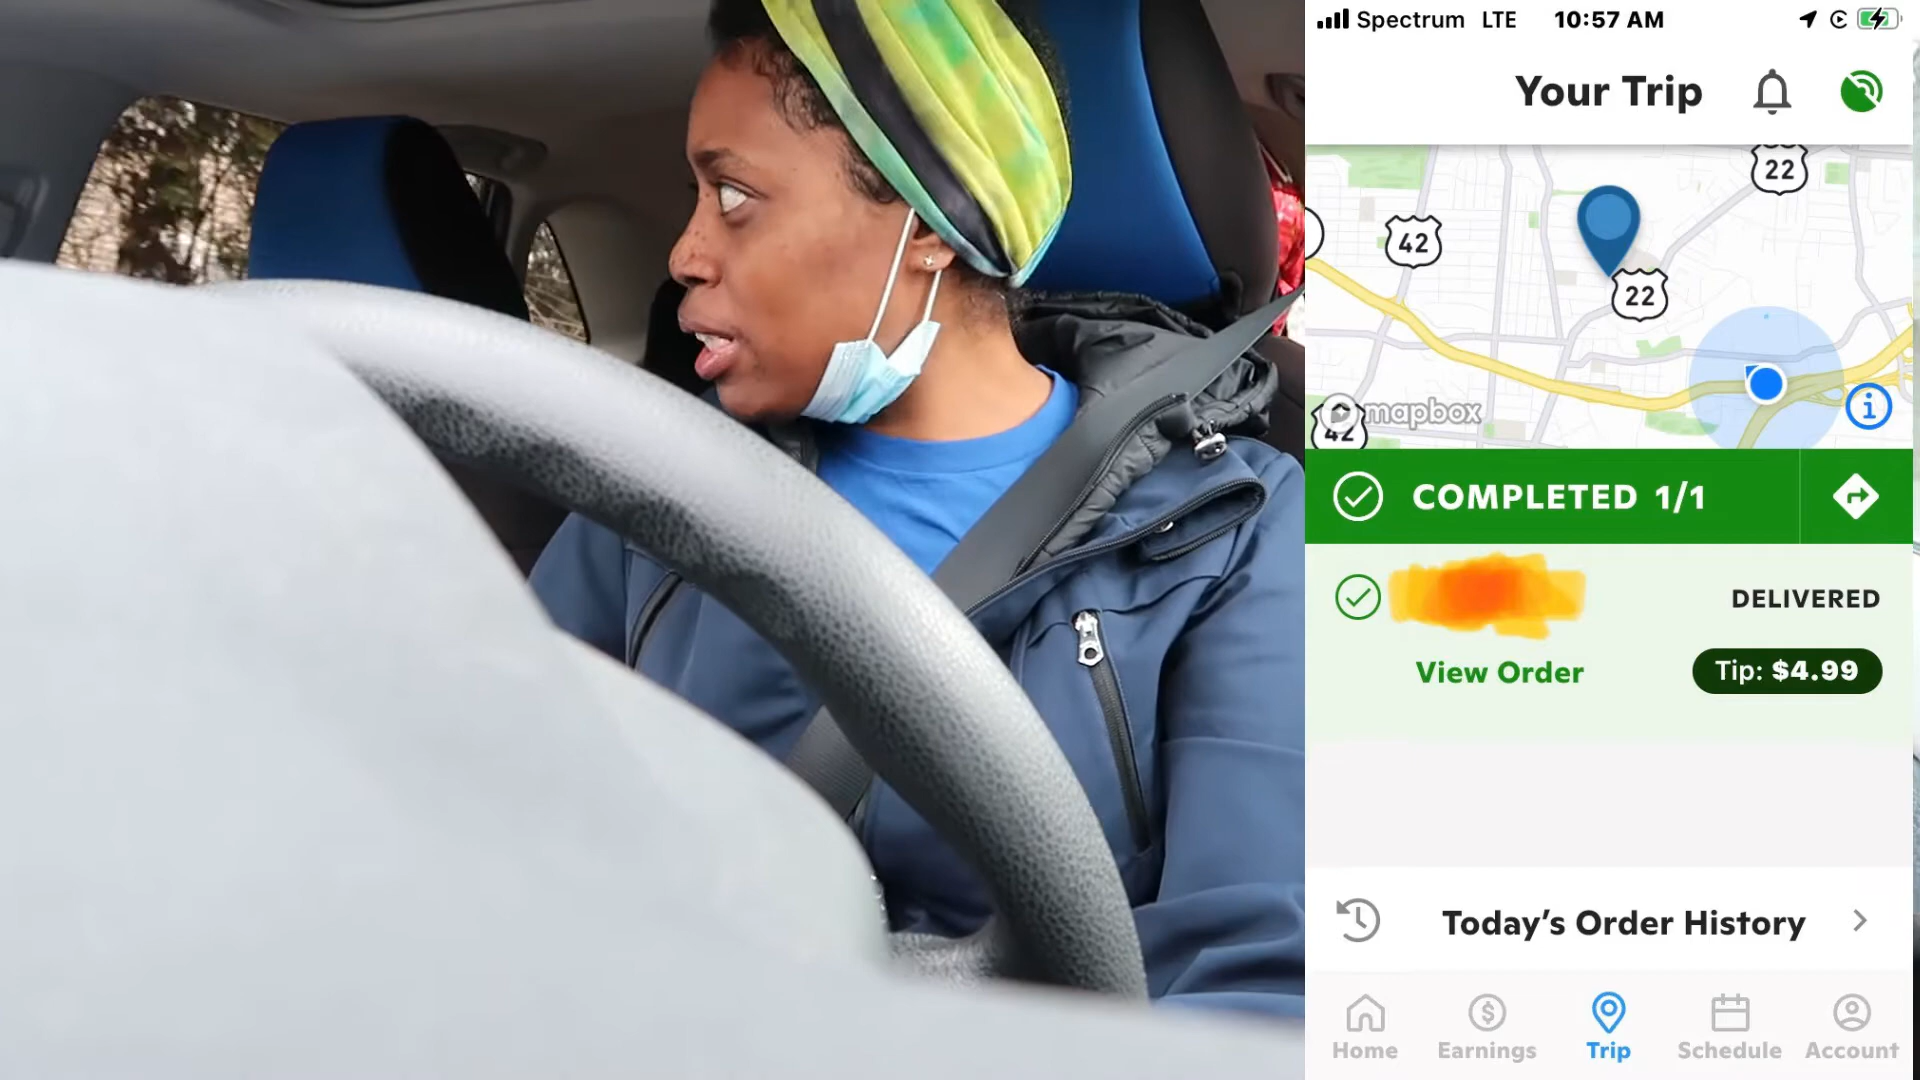 Spectrum LTE 10:57 AM
Your Trip
22
42
22
42
mapbox
COMPLETED 1/1
DELIVERED
View Order
Tip: $4.99
Today's Order History
Home Earnings Trip Schedule Account